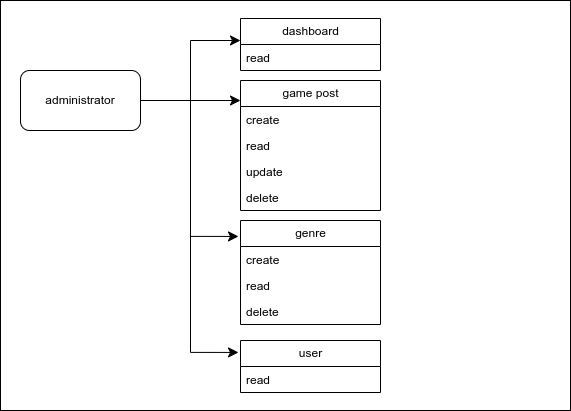 administrator
dashboard
read
game post
create
read
update
delete
genre
create
read
delete
user
read